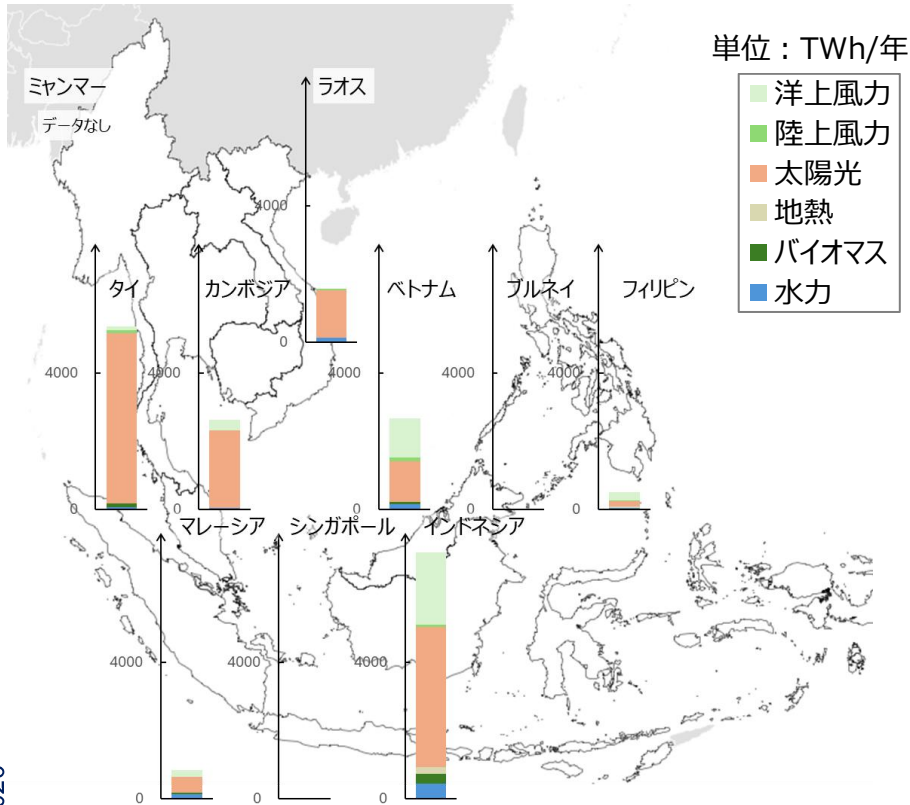 単位：TWh/年
洋上風力
陸上風力
太陽光
地熱
バイオマス
水力
ミャンマー
データなし
ラオス
4000
0
タイ
カンボジア
ベトナム
ブルネイ
フィリピン
4000
4000
4000
4000
4000
0
0
0
0
0
マレーシア
シンガポール
インドネシア
4000
4000
4000
0
0
0